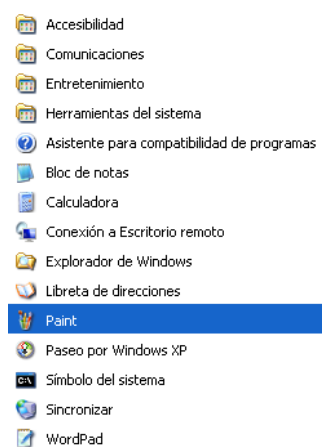 Accesibilidad
Comunicaciones
Entretenimiento
Herramientas del sistema
Asistente para compatibilidad de programas
Bloc de notas
Calculadora
Conexión a Escritorio remoto
Explorador de Windows
Libreta de direcciones
Paint
Paseo por Windows XP
Símbolo del sistema
Sincronizar
WordPad